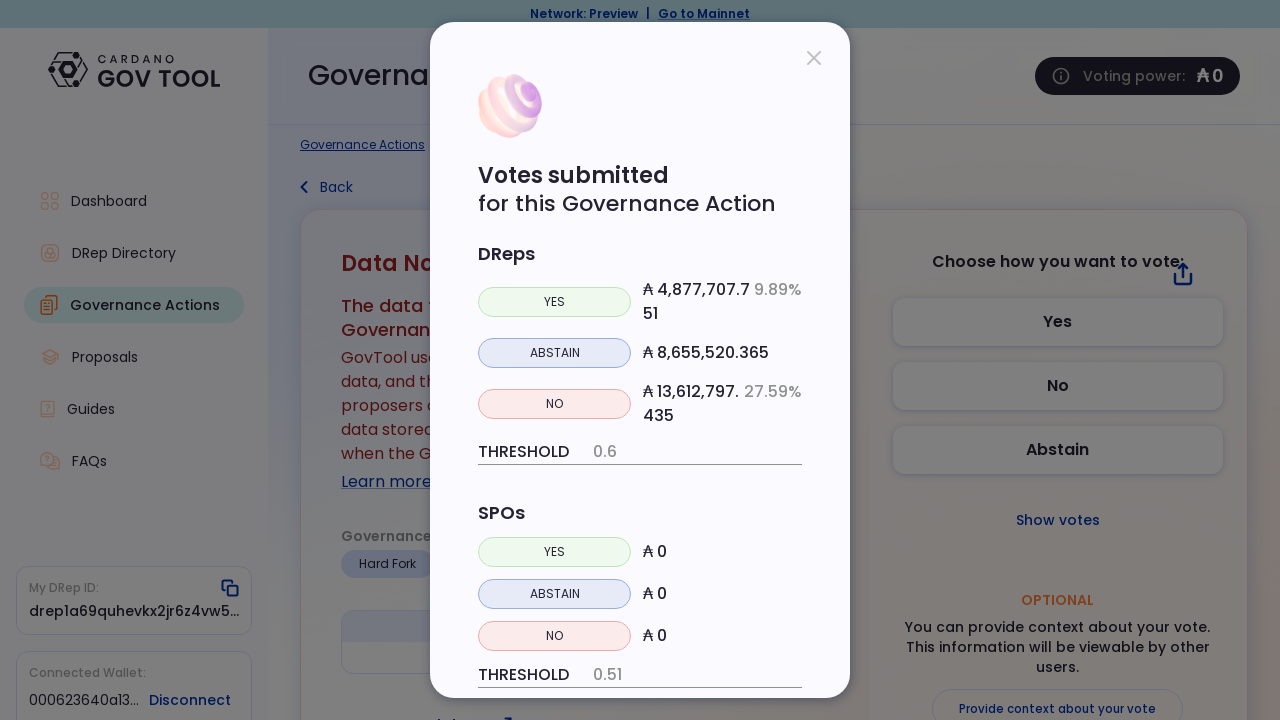 Network: Preview | Go to Mainnet
CARDANO
GOV TOOL
Governa
Voting power: ₳ 0
Governance Actions
Back
Dashboard
DRep Directory
Governance Actions
Proposals
Guides
FAQs
My DRep ID:
drep1a69quhevkx2jr6z4vw5...
Connected Wallet:
000623640a13... Disconnect
Data No
The data
Governan
GovTool us
data, and th
proposers
data store
when the G
Learn more
Governance
Hard Fork
Votes submitted
for this Governance Action
DReps
YES ₳ 4,877,707.7 9.89%
51
ABSTAIN ₳ 8,655,520.365
NO ₳ 13,612,797. 27.59%
435
THRESHOLD 0.6
SPOs
YES ₳ 0
ABSTAIN ₳ 0
NO ₳ 0
THRESHOLD 0.51
Choose how you want to vote:
Yes
No
Abstain
Show votes
OPTIONAL
You can provide context about your vote.
This information will be viewable by other
users.
Provide context about your vote